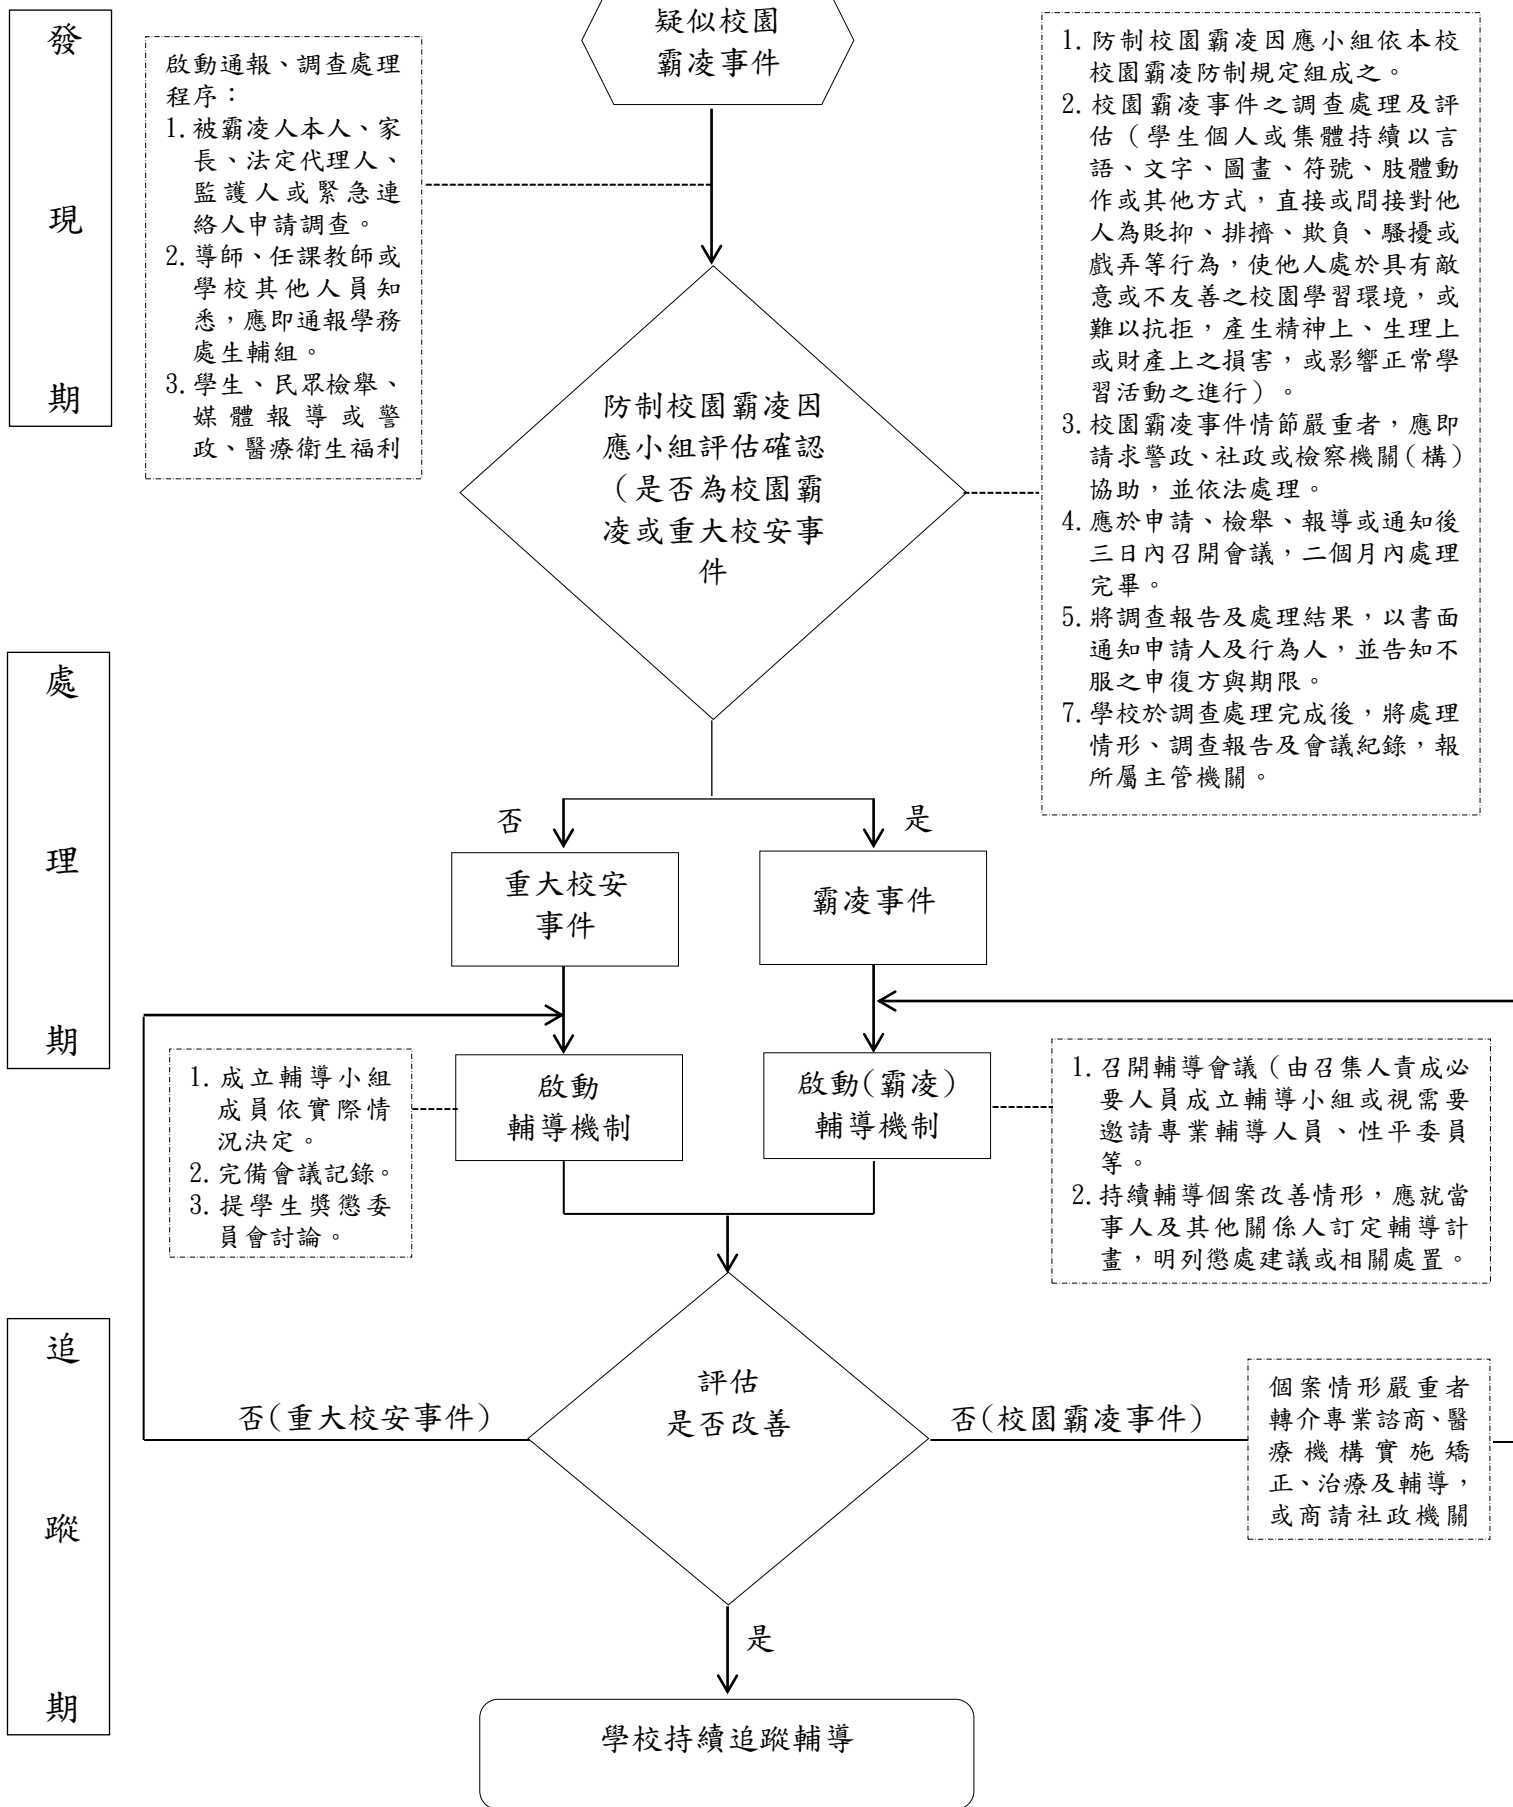 發
現
期
疑似校園
霸凌事件
啟動通報、調查處理
程序：
1.被霸凌人本人、家
長、法定代理人、
監護人或緊急連
絡人申請調查。
2.導師、任課教師或
學校其他人員知
悉，應即通報學務
處生輔組。
3.學生、民眾檢舉、
媒體報導或警
政、醫療衛生福利
1.防制校園霸凌因應小組依本校
校園霸凌防制規定組成之。
2.校園霸凌事件之調查處理及評
估（學生個人或集體持續以言
語、文字、圖畫、符號、肢體動
作或其他方式，直接或間接對他
人為貶抑、排擠、欺負、騷擾或
戲弄等行為，使他人處於具有敵
意或不友善之校園學習環境，或
難以抗拒，產生精神上、生理上
或財產上之損害，或影響正常學
習活動之進行）。
3.校園霸凌事件情節嚴重者，應即
請求警政、社政或檢察機關(構)
協助，並依法處理。
4.應於申請、檢舉、報導或通知後
三日內召開會議，二個月內處理
完畢。
5.將調查報告及處理結果，以書面
通知申請人及行為人，並告知不
服之申復方與期限。
7.學校於調查處理完成後，將處理
情形、調查報告及會議紀錄，報
所屬主管機關。
防制校園霸凌因
應小組評估確認
（是否為校園霸
凌或重大校安事
件
處
理
期
否
是
重大校安
事件
霸凌事件
1.成立輔導小組
成員依實際情
況決定。
2.完備會議記錄。
3.提學生獎懲委
員會討論。
啟動
輔導機制
啟動(霸凌)
輔導機制
1.召開輔導會議（由召集人責成必
要人員成立輔導小組或視需要
邀請專業輔導人員、性平委員
等。
2.持續輔導個案改善情形，應就當
事人及其他關係人訂定輔導計
畫，明列懲處建議或相關處置。
追
蹤
期
評估
是否改善
否(重大校安事件)
否(校園霸凌事件)
個案情形嚴重者
轉介專業諮商、醫
療機構實施矯
正、治療及輔導，
或商請社政機關
是
學校持續追蹤輔導